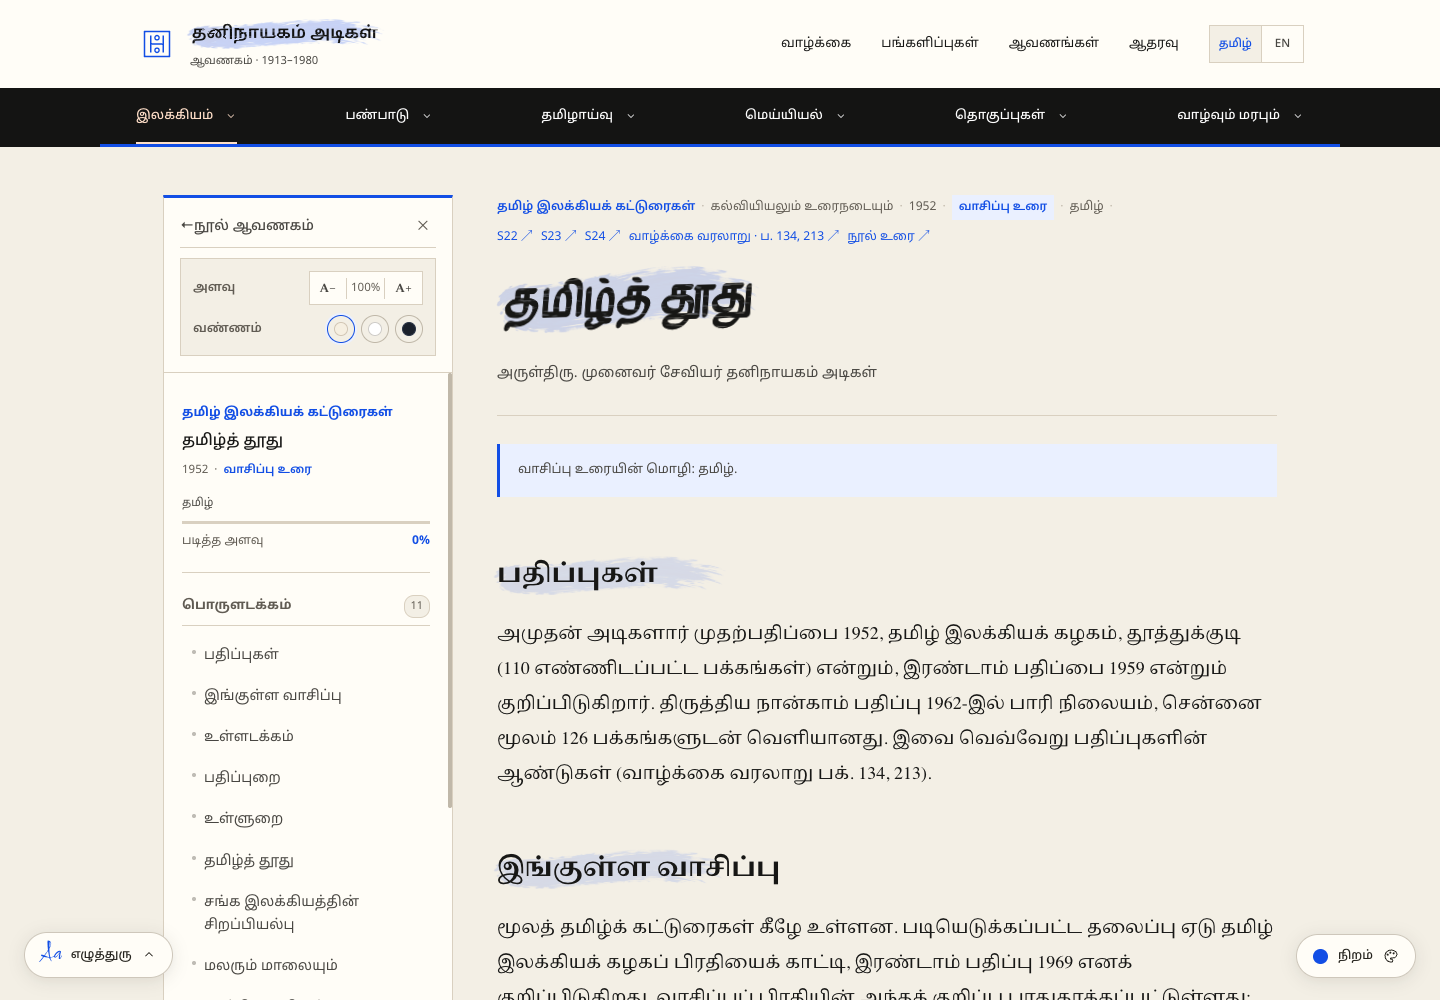 தனிநாயகம் அடிகள்
ஆவணகம் · 1913–1980
வாழ்க்கை பங்களிப்புகள் ஆவணங்கள் ஆதரவு தமிழ் EN
இலக்கியம் பண்பாடு தமிழாய்வு மெய்யியல் தொகுப்புகள் வாழ்வும் மரபும்
←நூல் ஆவணகம் ×
அளவு A− 100% A+
வண்ணம்
தமிழ் இலக்கியக் கட்டுரைகள்
தமிழ்த் தூது
1952 · வாசிப்பு உரை
தமிழ்
படித்த அளவு 0%
பொருளடக்கம் 11
பதிப்புகள்
இங்குள்ள வாசிப்பு
உள்ளடக்கம்
பதிப்புறை
உள்ளுறை
தமிழ்த் தூது
சங்க இலக்கியத்தின்
சிறப்பியல்பு
மலரும் மாலையும்
தமிழ் இலக்கியக் கட்டுரைகள் · கல்வியியலும் உரைநடையும் · 1952 · வாசிப்பு உரை · தமிழ் ·
S22 ↗ S23 ↗ S24 ↗ வாழ்க்கை வரலாறு · ப. 134, 213 ↗ நூல் உரை ↗
தமிழ்த் தூது
அருள்திரு. முனைவர் சேவியர் தனிநாயகம் அடிகள்
வாசிப்பு உரையின் மொழி: தமிழ்.
பதிப்புகள்
அமுதன் அடிகளார் முதற்பதிப்பை 1952, தமிழ் இலக்கியக் கழகம், தூத்துக்குடி
(110 எண்ணிடப்பட்ட பக்கங்கள்) என்றும், இரண்டாம் பதிப்பை 1959 என்றும்
குறிப்பிடுகிறார். திருத்திய நான்காம் பதிப்பு 1962-இல் பாரி நிலையம், சென்னை
மூலம் 126 பக்கங்களுடன் வெளியானது. இவை வெவ்வேறு பதிப்புகளின்
ஆண்டுகள் (வாழ்க்கை வரலாறு பக். 134, 213).
இங்குள்ள வாசிப்பு
மூலத் தமிழ்க் கட்டுரைகள் கீழே உள்ளன. படியெடுக்கப்பட்ட தலைப்பு ஏடு தமிழ்
இலக்கியக் கழகப் பிரதியைக் காட்டி, இரண்டாம் பதிப்பு 1969 எனக்
குறிப்பிடுகிறது. வாசிப்புப் பிரதியின் அந்தக் குறிப்பு பாதுகாக்கப்பட்டுள்ளது;
Aa எழுத்துரு
நிறம்